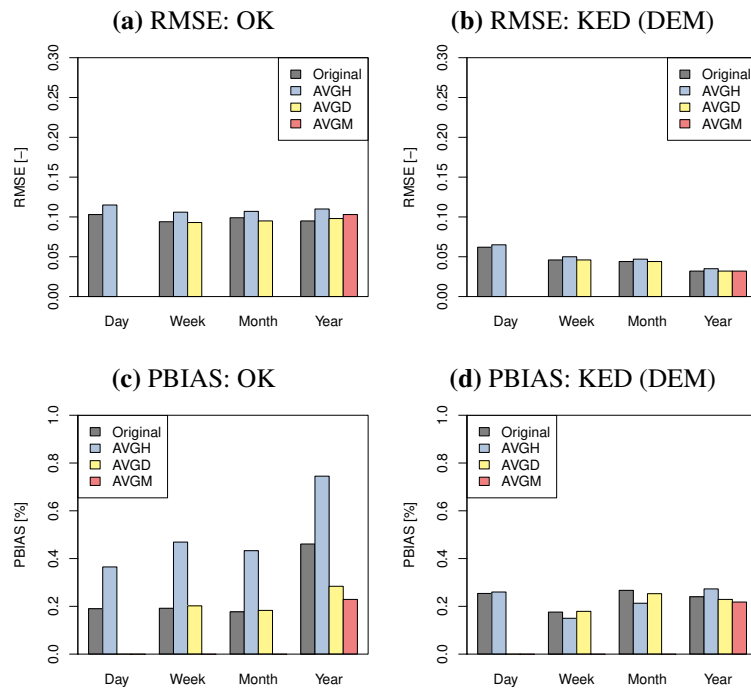 (a) RMSE: OK
RMSE [-]
0.00 0.05 0.10 0.15 0.20 0.25 0.30
Original
AVGH
AVGD
AVGM
Day Week Month Year
(b) RMSE: KED (DEM)
RMSE [-]
0.00 0.05 0.10 0.15 0.20 0.25 0.30
Original
AVGH
AVGD
AVGM
Day Week Month Year
(c) PBIAS: OK
PBIAS [%]
0.0 0.2 0.4 0.6 0.8 1.0
Original
AVGH
AVGD
AVGM
Day Week Month Year
(d) PBIAS: KED (DEM)
PBIAS [%]
0.0 0.2 0.4 0.6 0.8 1.0
Original
AVGH
AVGD
AVGM
Day Week Month Year